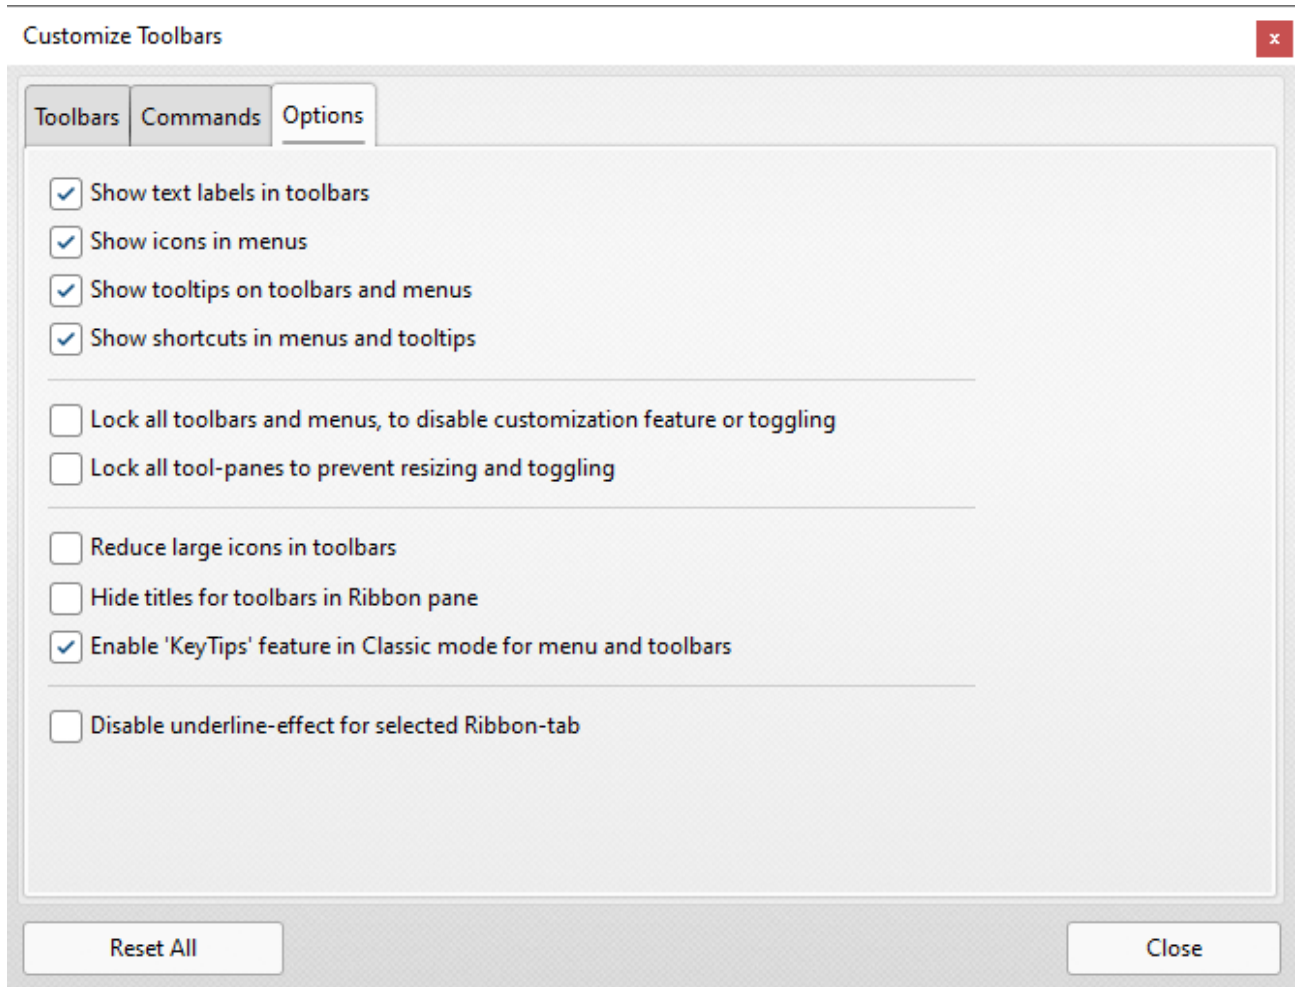 Customize Toolbars
x
Toolbars Commands Options
Show text labels in toolbars
Show icons in menus
Show tooltips on toolbars and menus
Show shortcuts in menus and tooltips
Lock all toolbars and menus, to disable customization feature or toggling
Lock all tool-panes to prevent resizing and toggling
Reduce large icons in toolbars
Hide titles for toolbars in Ribbon pane
Enable 'KeyTips' feature in Classic mode for menu and toolbars
Disable underline-effect for selected Ribbon-tab
Reset All Close